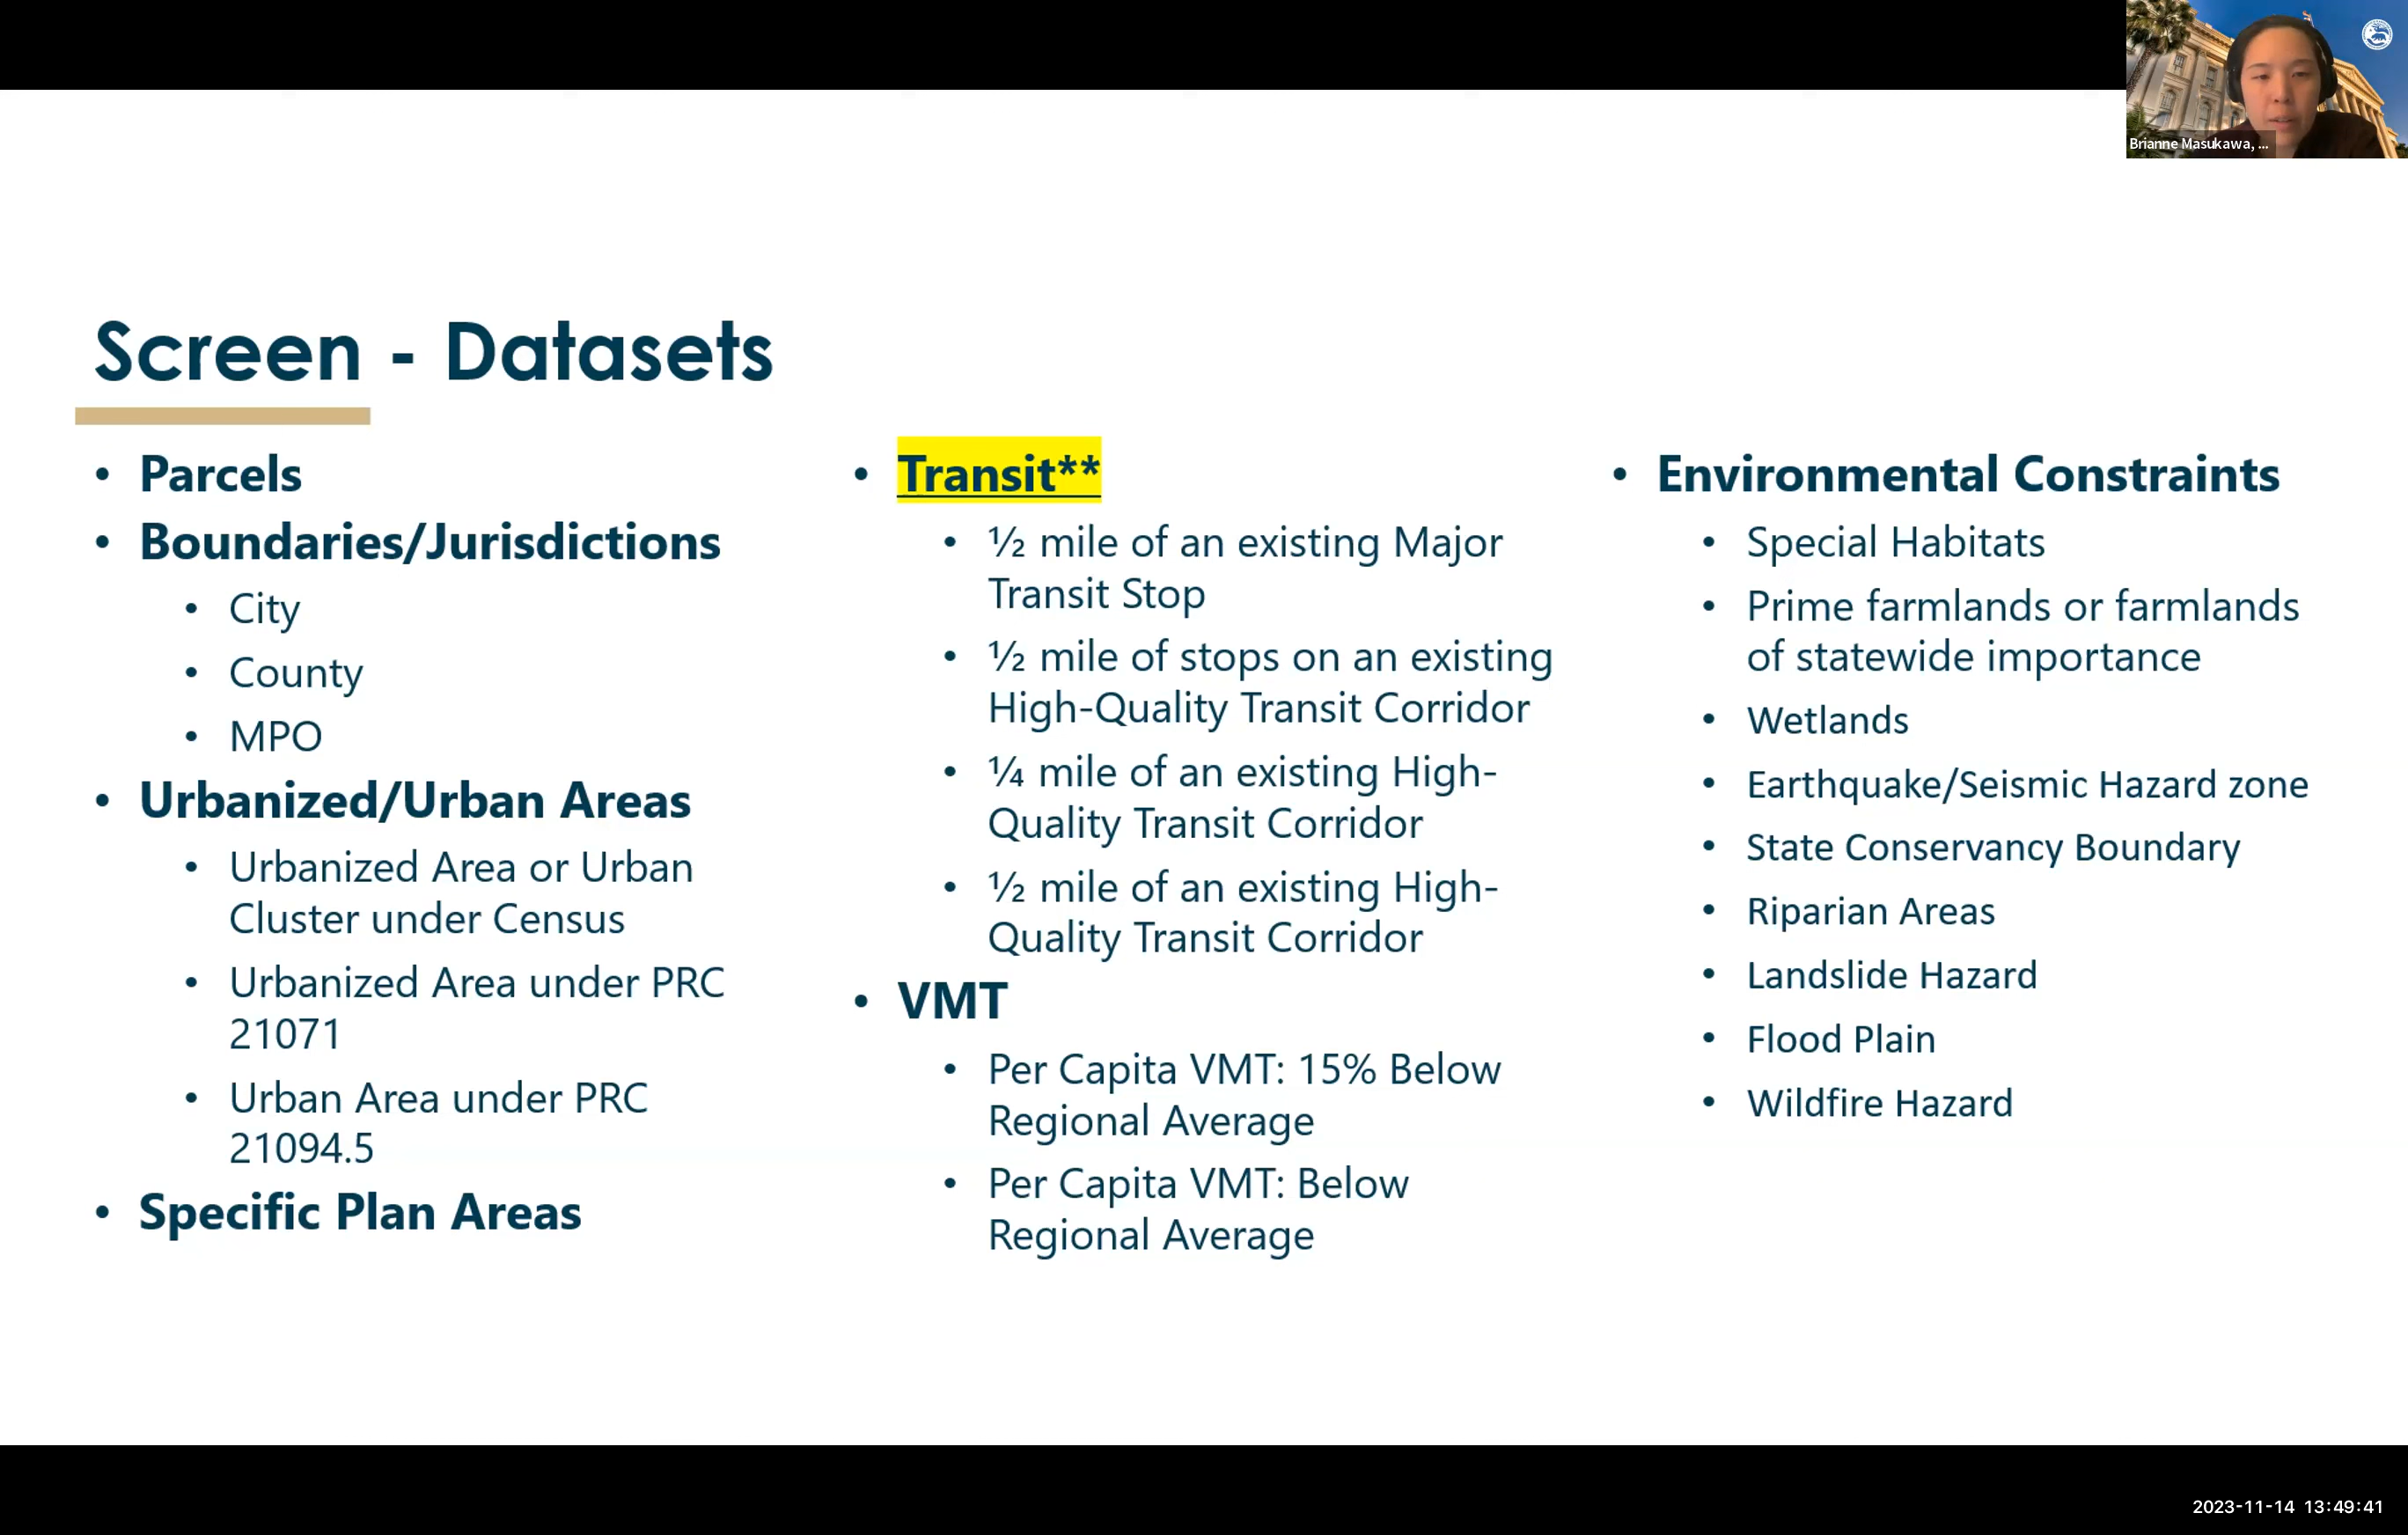 Brianne Masukawa, ...
Screen - Datasets
• Parcels
• Boundaries/Jurisdictions
• City
• County
• MPO
• Urbanized/Urban Areas
• Urbanized Area or Urban
Cluster under Census
• Urbanized Area under PRC
21071
• Urban Area under PRC
21094.5
• Specific Plan Areas
• Transit**
• ½ mile of an existing Major
Transit Stop
• ½ mile of stops on an existing
High-Quality Transit Corridor
• ¼ mile of an existing High-
Quality Transit Corridor
• ½ mile of an existing High-
Quality Transit Corridor
• VMT
• Per Capita VMT: 15% Below
Regional Average
• Per Capita VMT: Below
Regional Average
• Environmental Constraints
• Special Habitats
• Prime farmlands or farmlands
of statewide importance
• Wetlands
• Earthquake/Seismic Hazard zone
• State Conservancy Boundary
• Riparian Areas
• Landslide Hazard
• Flood Plain
• Wildfire Hazard
2023-11-14 13:49:41